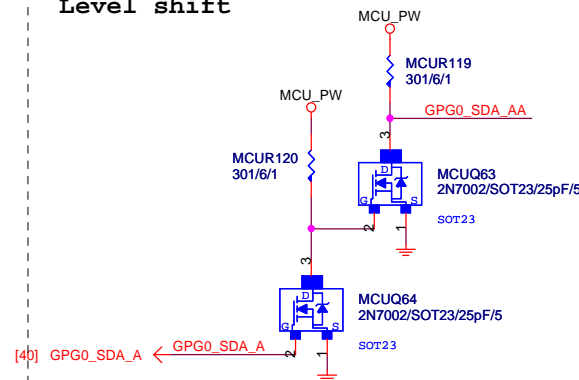 Level shift
MCU_PW
MCUR119
301/6/1
GPG0_SDA_AA
MCU_PW
MCUR120
301/6/1
3
D
G
S
2
1
MCUQ63
2N7002/SOT23/25pF/5
SOT23
3
D
G
S
2
1
MCUQ64
2N7002/SOT23/25pF/5
SOT23
[40] GPG0_SDA_A
GPG0_SDA_A